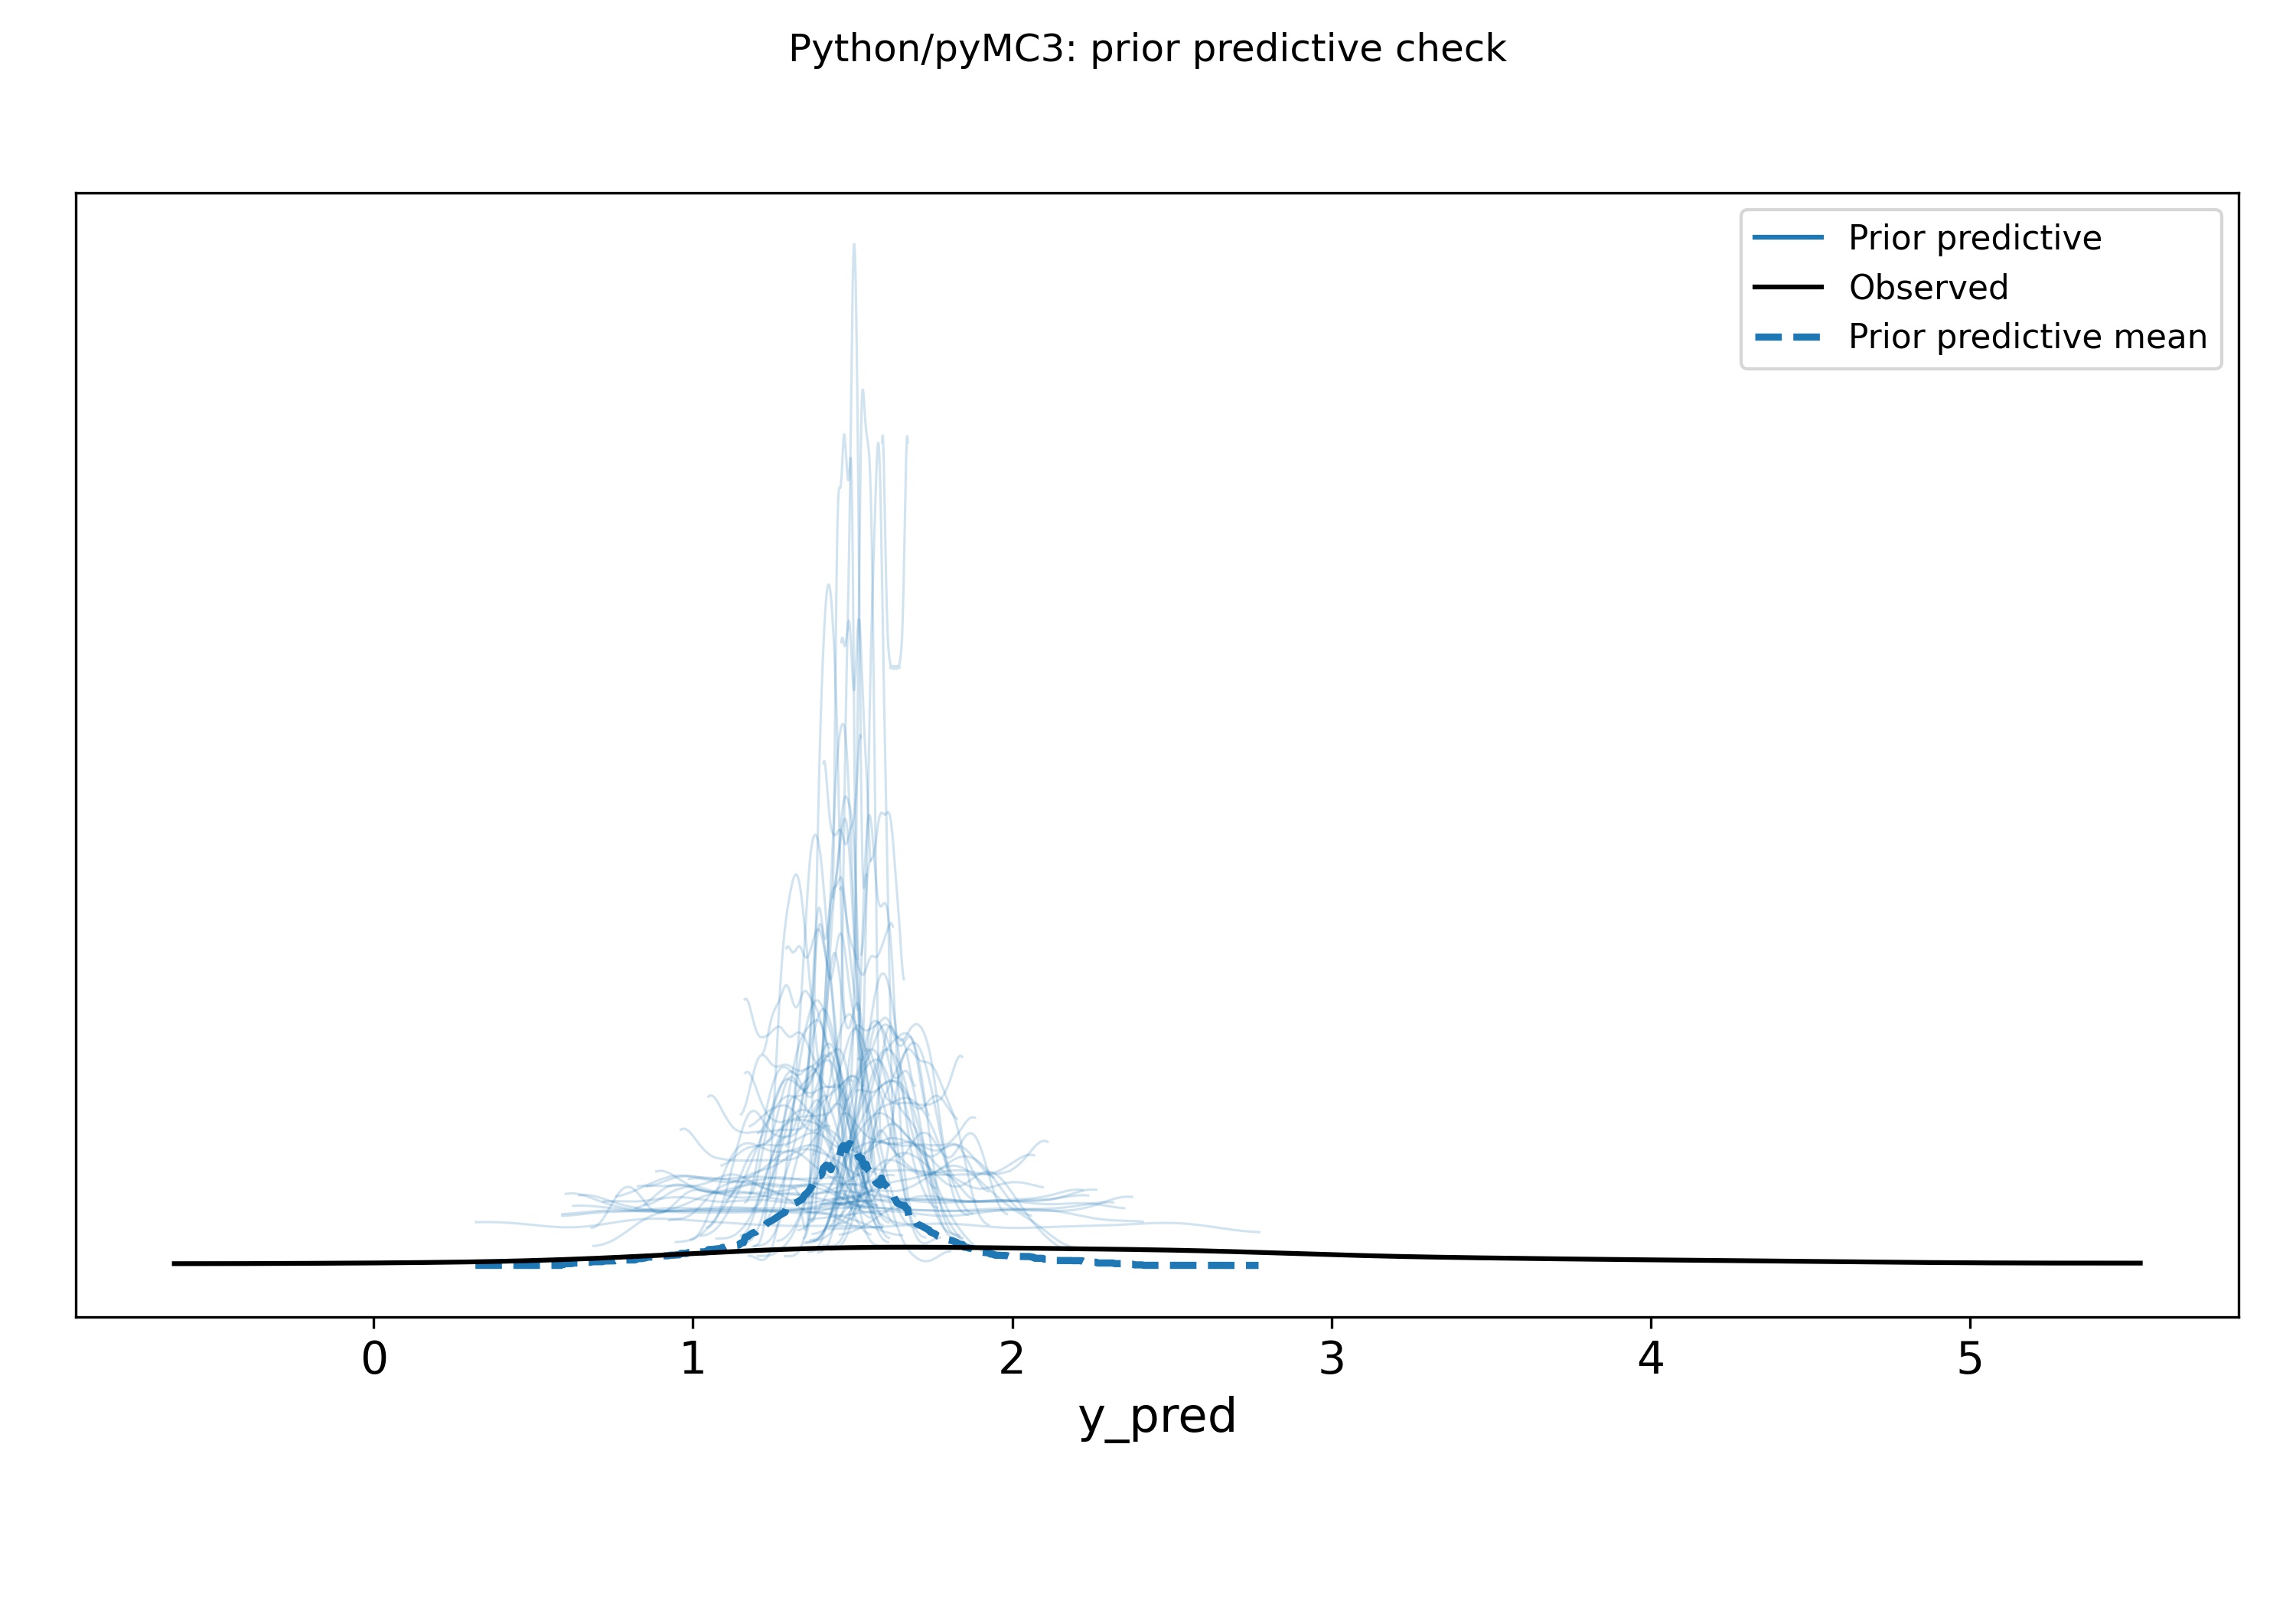 Python/pyMC3: prior predictive check
Prior predictive
Observed
Prior predictive mean
0 1 2 3 4 5
y_pred